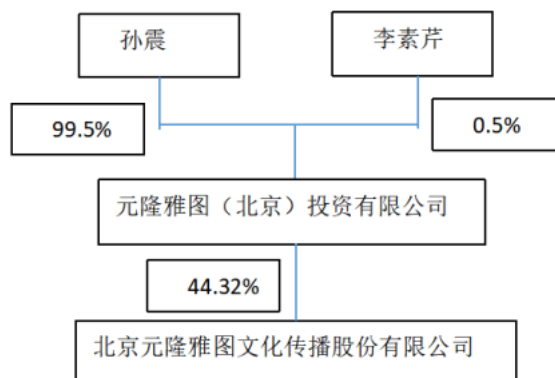 孙震
李素芹
99.5%
0.5%
元隆雅图（北京）投资有限公司
44.32%
北京元隆雅图文化传播股份有限公司